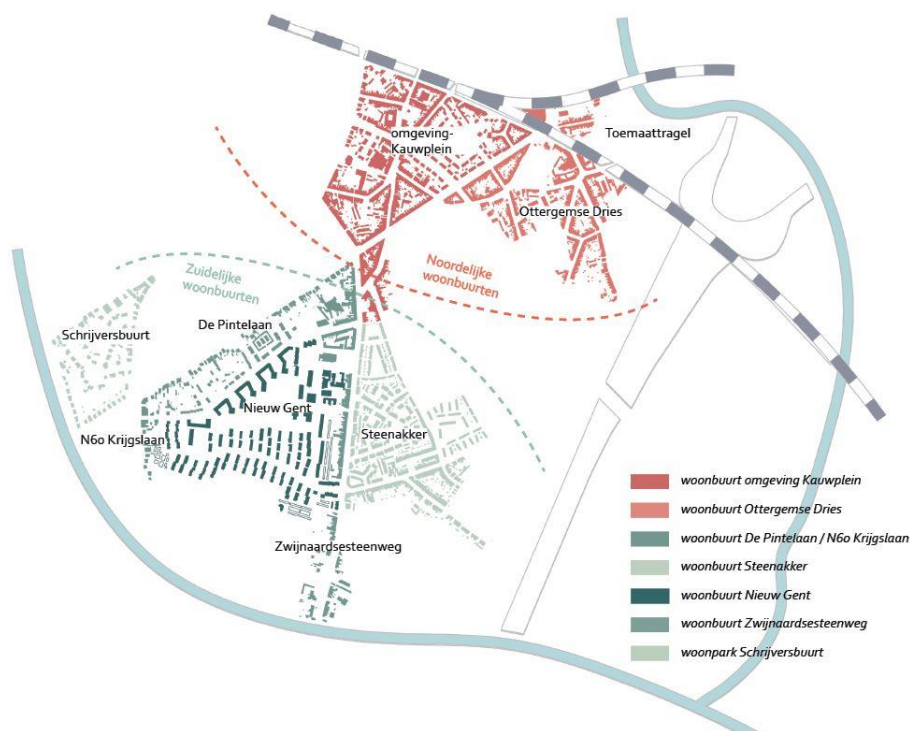 omgeving-
Kauwplein
Toemaattragel
Ottergemse Dries
Noordelijke
woonbuurten
Zuidelijke
woonbuurten
De Pintelaan
Schrijversbuurt
Nieuw Gent
N60 Krijgslaan
Steenakker
Zwijnaardsesteenweg
woonbuurt omgeving Kauwplein
woonbuurt Ottergemse Dries
woonbuurt De Pintelaan / N60 Krijgslaan
woonbuurt Steenakker
woonbuurt Nieuw Gent
woonbuurt Zwijnaardsesteenweg
woonpark Schrijversbuurt